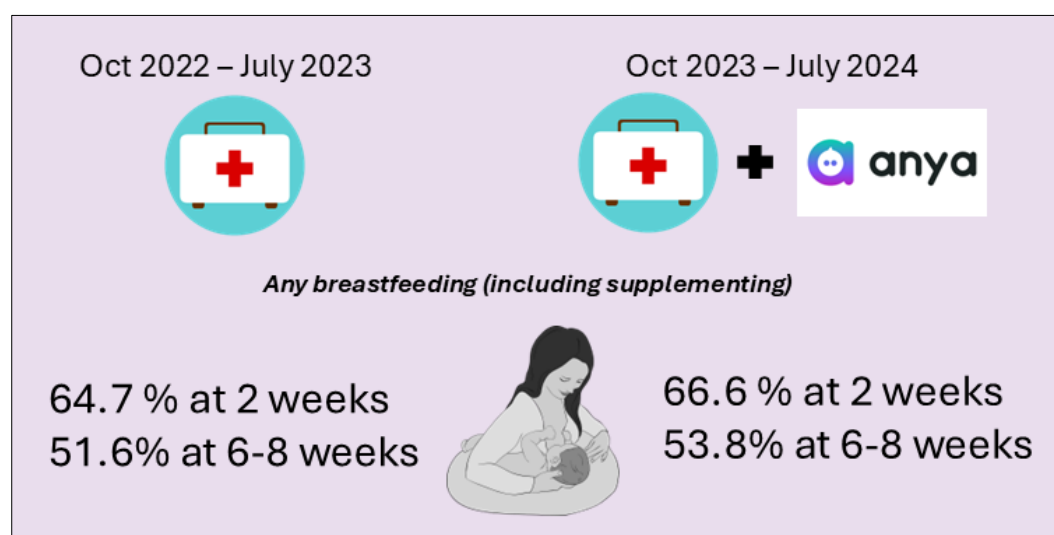 Oct 2022 – July 2023
Oct 2023 – July 2024
anya
Any breastfeeding (including supplementing)
64.7 % at 2 weeks
51.6% at 6-8 weeks
66.6 % at 2 weeks
53.8% at 6-8 weeks